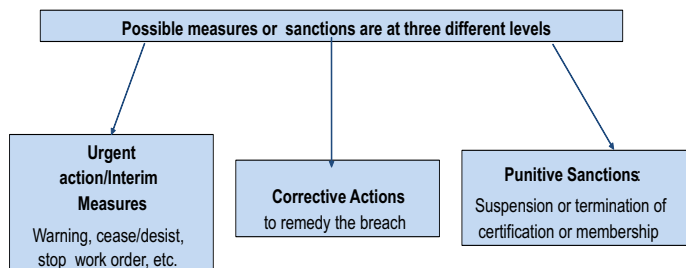 Possible measures or sanctions are at three different levels
Urgent
action/Interim
Measures
Warning, cease/desist,
stop work order, etc.
Corrective Actions
to remedy the breach
Punitive Sanctions:
Suspension or termination of
certification or membership